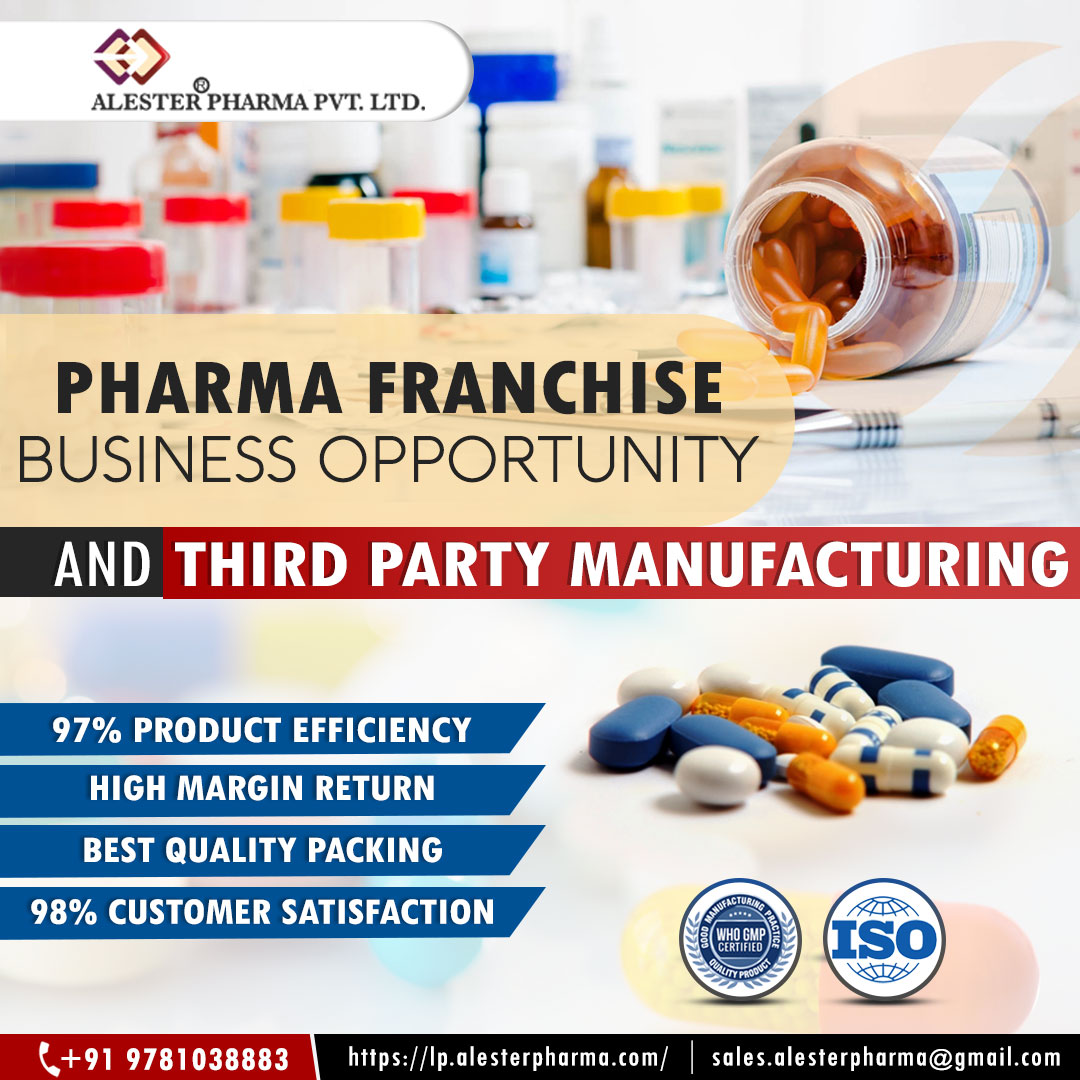 ®
ALESTER PHARMA PVT. LTD.
PHARMA FRANCHISE
BUSINESS OPPORTUNITY
AND THIRD PARTY MANUFACTURING
97% PRODUCT EFFICIENCY
HIGH MARGIN RETURN
BEST QUALITY PACKING
98% CUSTOMER SATISFACTION
GOOD MANUFACTURING PRACTICE
WHO GMP
CERTIFIED
QUALITY PRODUCT
ISO
+91 9781038883 | https://lp.alesterpharma.com/ | sales.alesterpharma@gmail.com